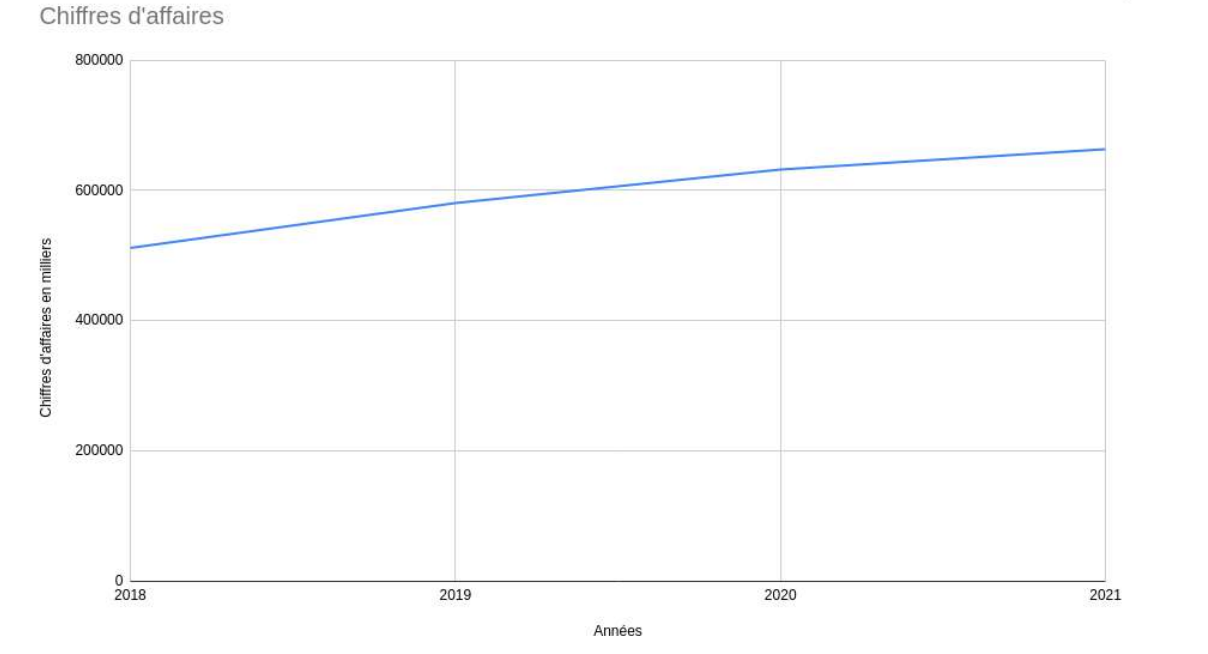 Chiffres d'affaires
800000
600000
400000
200000
0
Chiffres d'affaires en milliers
2018 2019 2020 2021
Années